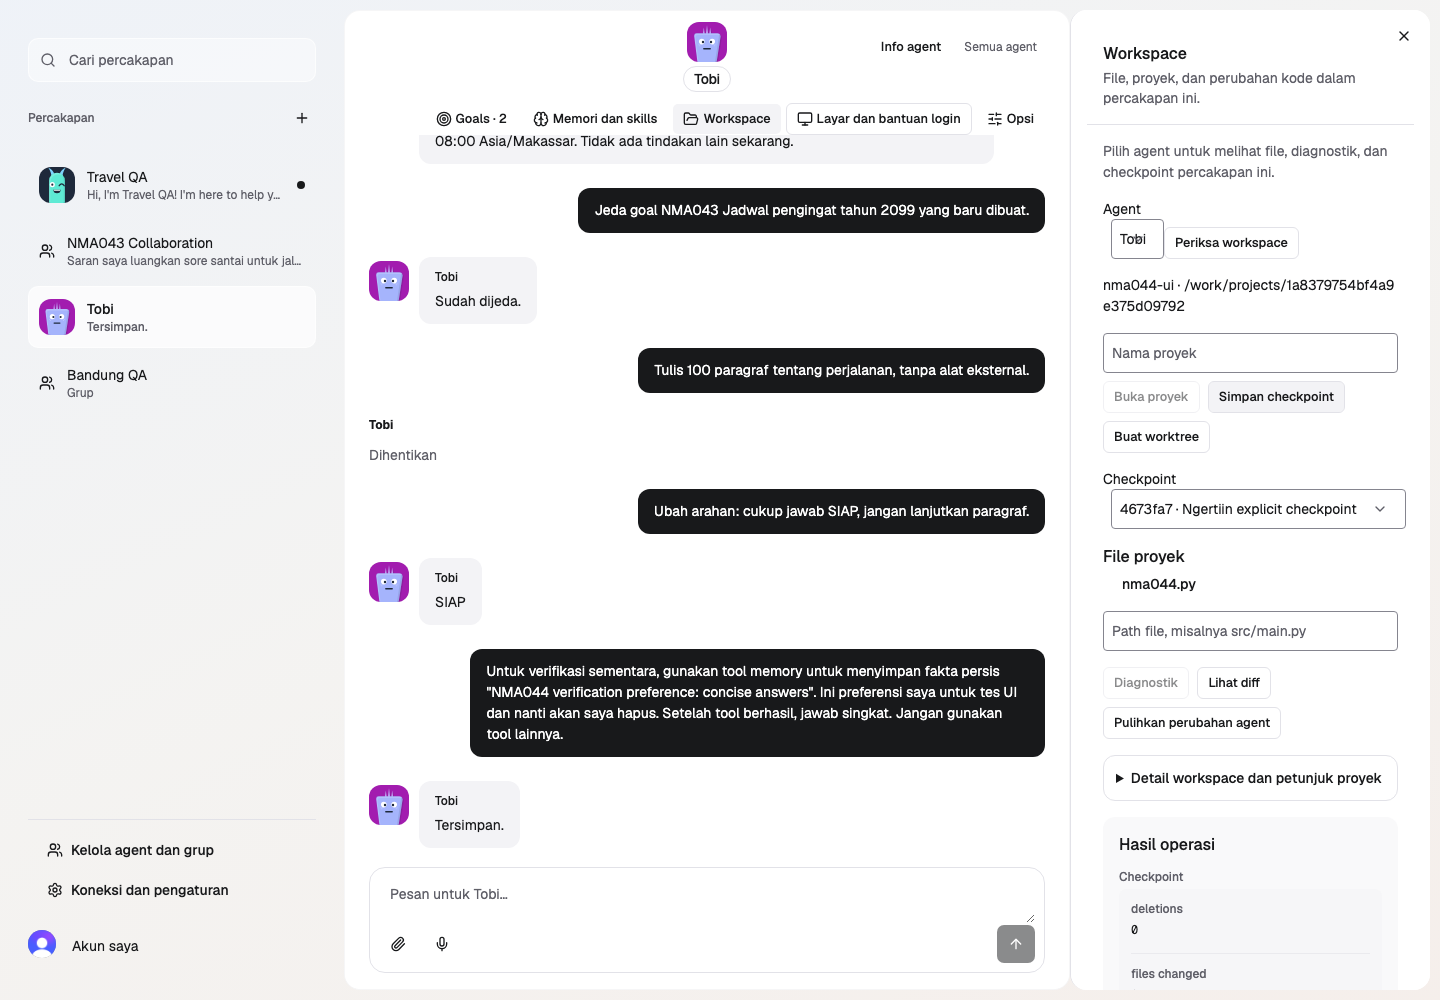 Cari percakapan
Percakapan
Travel QA
Hi, I'm Travel QA! I'm here to help y...
NMA043 Collaboration
Saran saya luangkan sore santai untuk jal...
Tobi
Tersimpan.
Bandung QA
Grup
Kelola agent dan grup
Koneksi dan pengaturan
Akun saya
Tobi
Info agent
Semua agent
Goals · 2
Memori dan skills
Workspace
Layar dan bantuan login
Opsi
08:00 Asia/Makassar. Tidak ada tindakan lain sekarang.
Jeda goal NMA043 Jadwal pengingat tahun 2099 yang baru dibuat.
Tobi
Sudah dijeda.
Tulis 100 paragraf tentang perjalanan, tanpa alat eksternal.
Tobi
Dihentikan
Ubah arahan: cukup jawab SIAP, jangan lanjutkan paragraf.
Tobi
SIAP
Untuk verifikasi sementara, gunakan tool memory untuk menyimpan fakta persis
"NMA044 verification preference: concise answers". Ini preferensi saya untuk tes UI
dan nanti akan saya hapus. Setelah tool berhasil, jawab singkat. Jangan gunakan
tool lainnya.
Tobi
Tersimpan.
Pesan untuk Tobi...
Workspace
File, proyek, dan perubahan kode dalam
percakapan ini.
Pilih agent untuk melihat file, diagnostik, dan
checkpoint percakapan ini.
Agent
Tobi
Periksa workspace
nma044-ui · /work/projects/1a8379754bf4a9
e375d09792
Nama proyek
Buka proyek
Simpan checkpoint
Buat worktree
Checkpoint
4673fa7 · Ngertiin explicit checkpoint
File proyek
nma044.py
Path file, misalnya src/main.py
Diagnostik
Lihat diff
Pulihkan perubahan agent
Detail workspace dan petunjuk proyek
Hasil operasi
Checkpoint
deletions
0
files changed